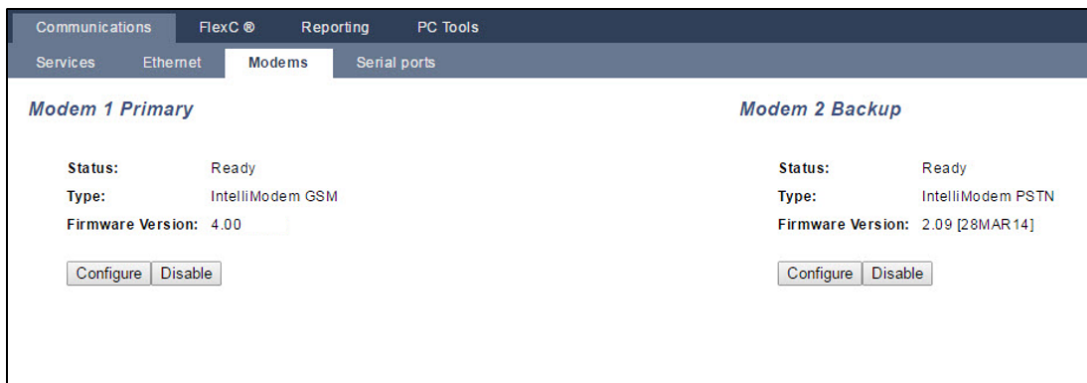 Communications FlexC ® Reporting PC Tools
Services Ethernet Modems Serial ports
Modem 1 Primary
Status: Ready
Type: IntelliModem GSM
Firmware Version: 4.00
Configure Disable
Modem 2 Backup
Status: Ready
Type: IntelliModem PSTN
Firmware Version: 2.09 [28MAR14]
Configure Disable